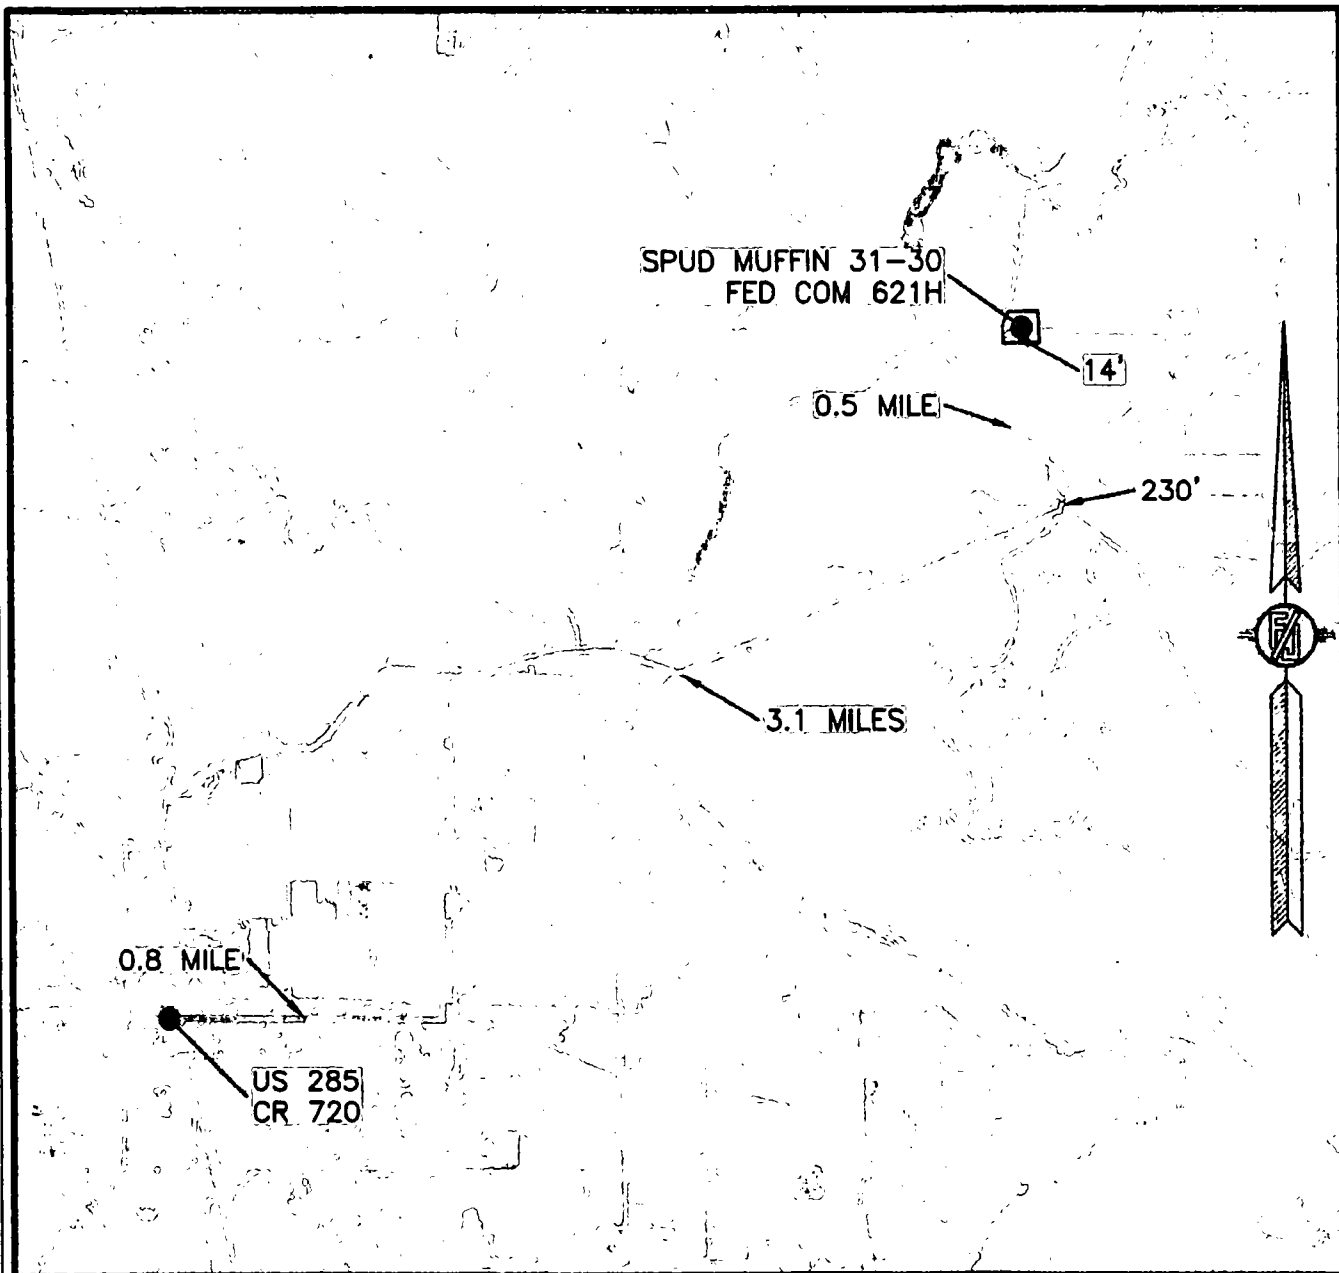 SPUD MUFFIN 31-30
FED COM 621H
14'
0.5 MILE
230'
3.1 MILES
0.8 MILE
US 285
CR 720